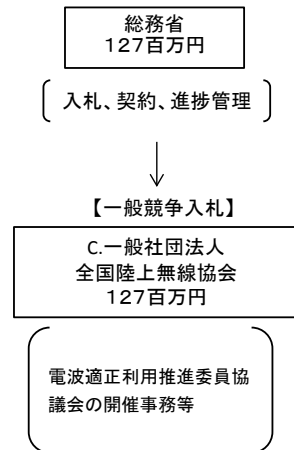 総務省
127百万円
入札、契約、進捗管理
【一般競争入札】
C.一般社団法人
全国陸上無線協会
127百万円
電波適正利用推進委員協
議会の開催事務等